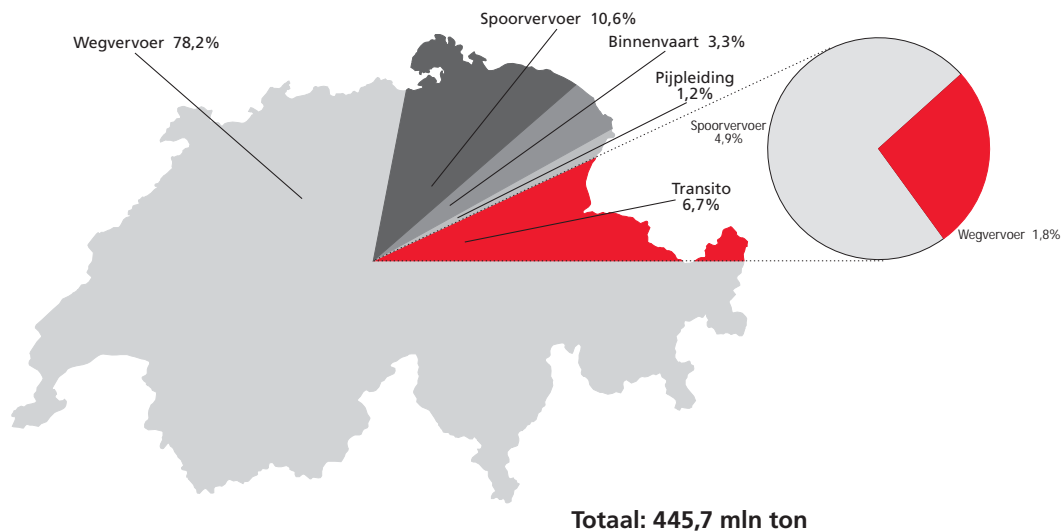 Spoorvervoer 10,6%
Wegvervoer 78,2%
Binnenvaart 3,3%
Pijpleiding
1,2%
Spoorvervoer
4,9%
Transito
6,7%
Wegvervoer 1,8%
Totaal: 445,7 mln ton